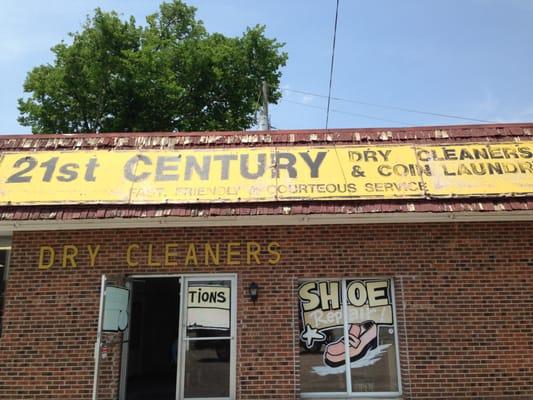 21st CENTURY DRY CLEANERS
& COIN LAUNDR
FAST, FRIENDLY & COURTEOUS SERVICE
DRY CLEANERS
TIONS
SHOE
Repair!